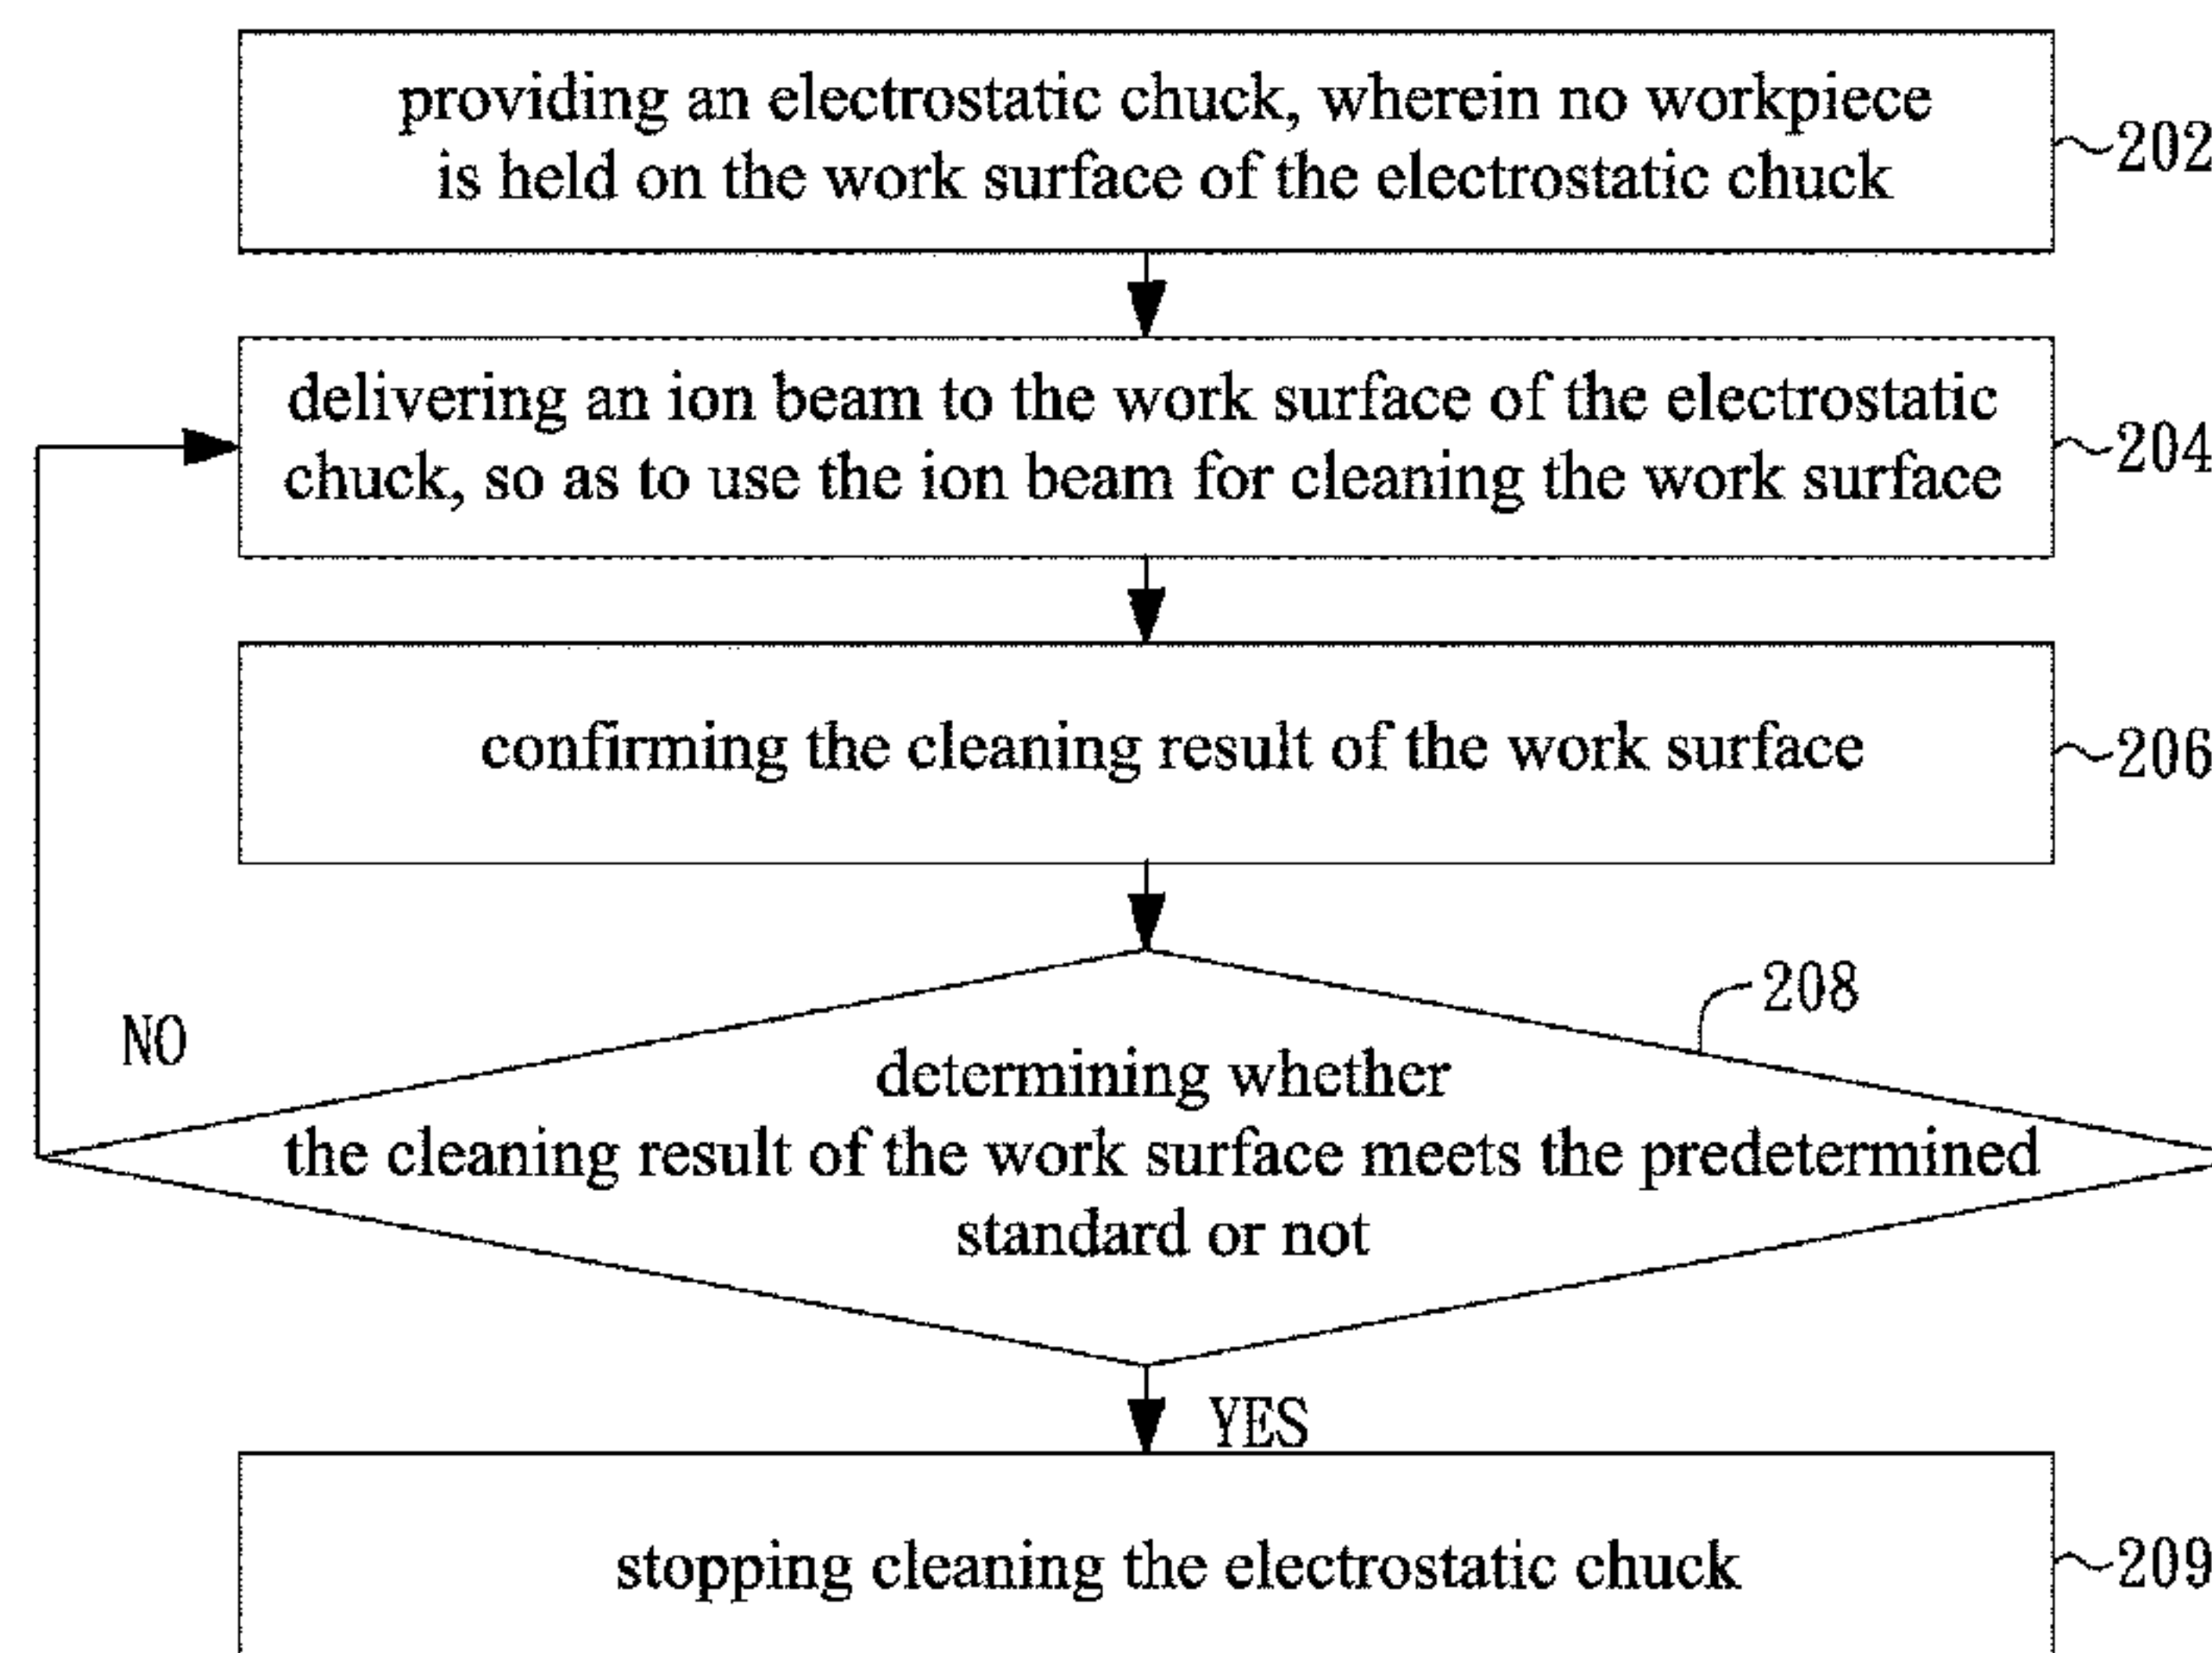 providing an electrostatic chuck, wherein no workpiece
is held on the work surface of the electrostatic chuck
202
delivering an ion beam to the work surface of the electrostatic
chuck, so as to use the ion beam for cleaning the work surface
204
confirming the cleaning result of the work surface
206
208
NO
determining whether
the cleaning result of the work surface meets the predetermined
standard or not
YES
stopping cleaning the electrostatic chuck
209